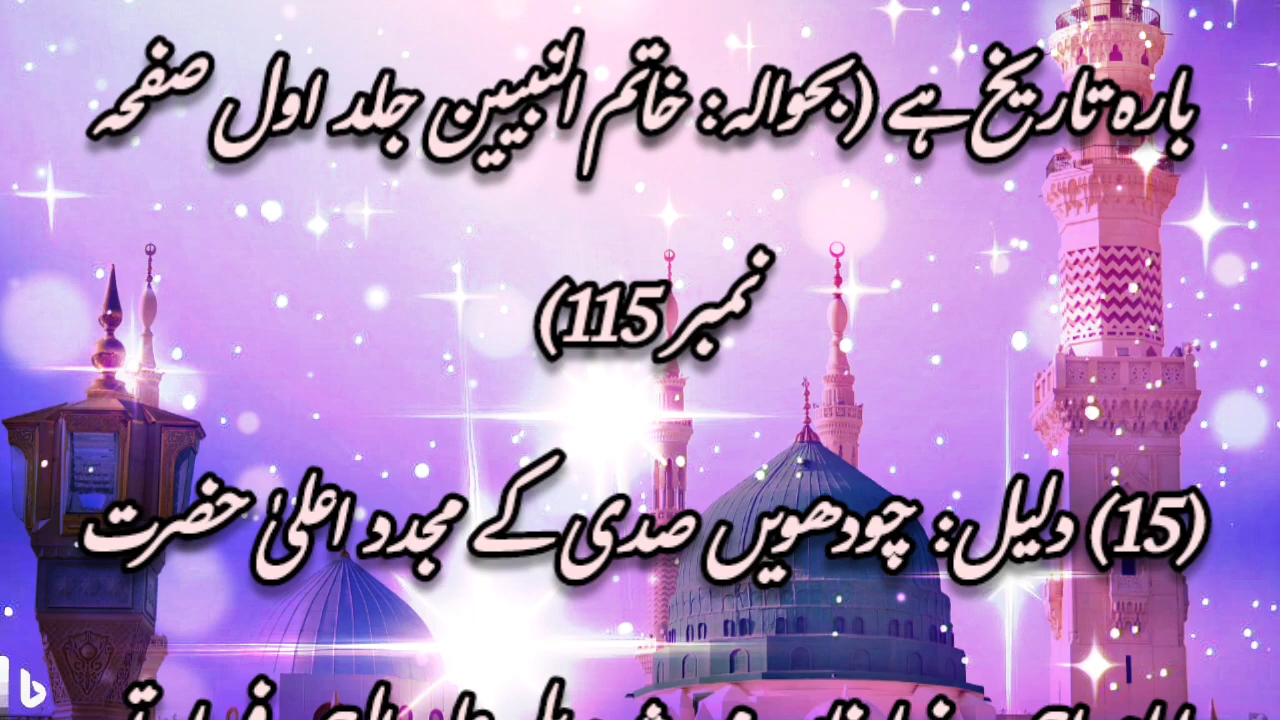 بارہ تاریخ ہے (بحوالہ: خاتم النبیین جلد اول صفحہ
نمبر 115)
(15) دلیل: چودھویں صدی کے مجدد اعلیٰ حضرت